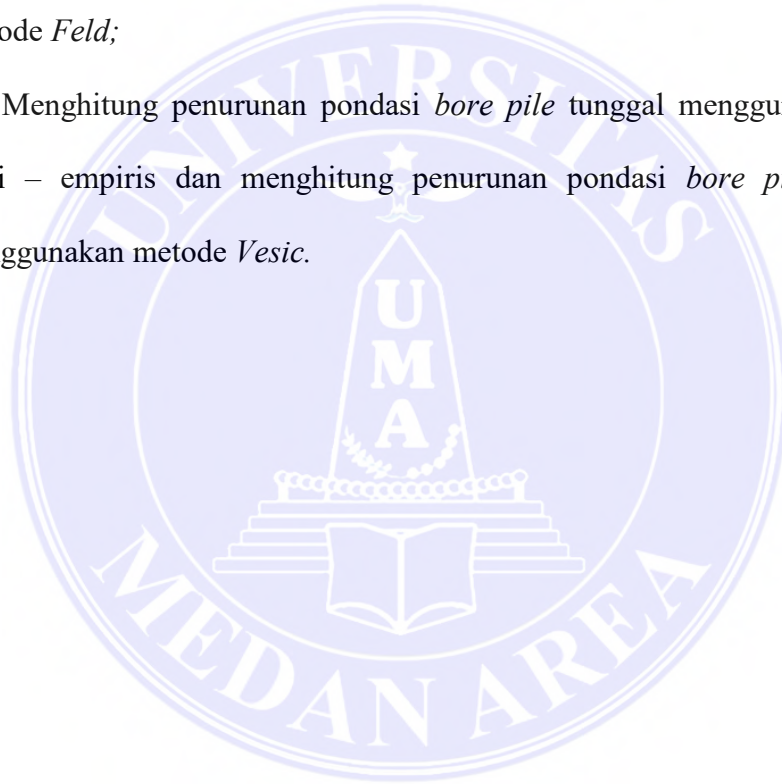 ode Feld;
Menghitung penurunan pondasi bore pile tunggal menggu
i – empiris dan menghitung penurunan pondasi bore p
ggunakan metode Vesic.
UNIVERSITAS
UMA
MEDAN AREA